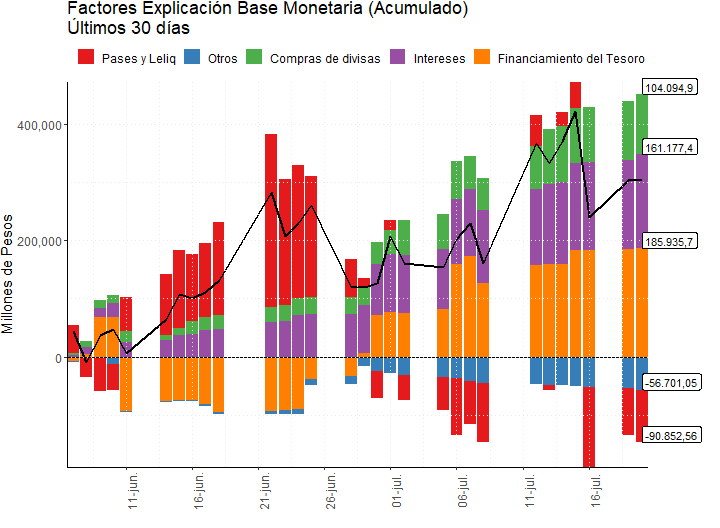 Factores Explicación Base Monetaria (Acumulado)
Últimos 30 días
Pases y Leliq Otros Compras de divisas Intereses Financiamiento del Tesoro
Millones de Pesos
400,000
200,000
0
104.094,9
161.177,4
185.935,7
-56.701,05
-90.852,56
11-jun.
16-jun.
21-jun.
26-jun.
01-jul.
06-jul.
11-jul.
16-jul.